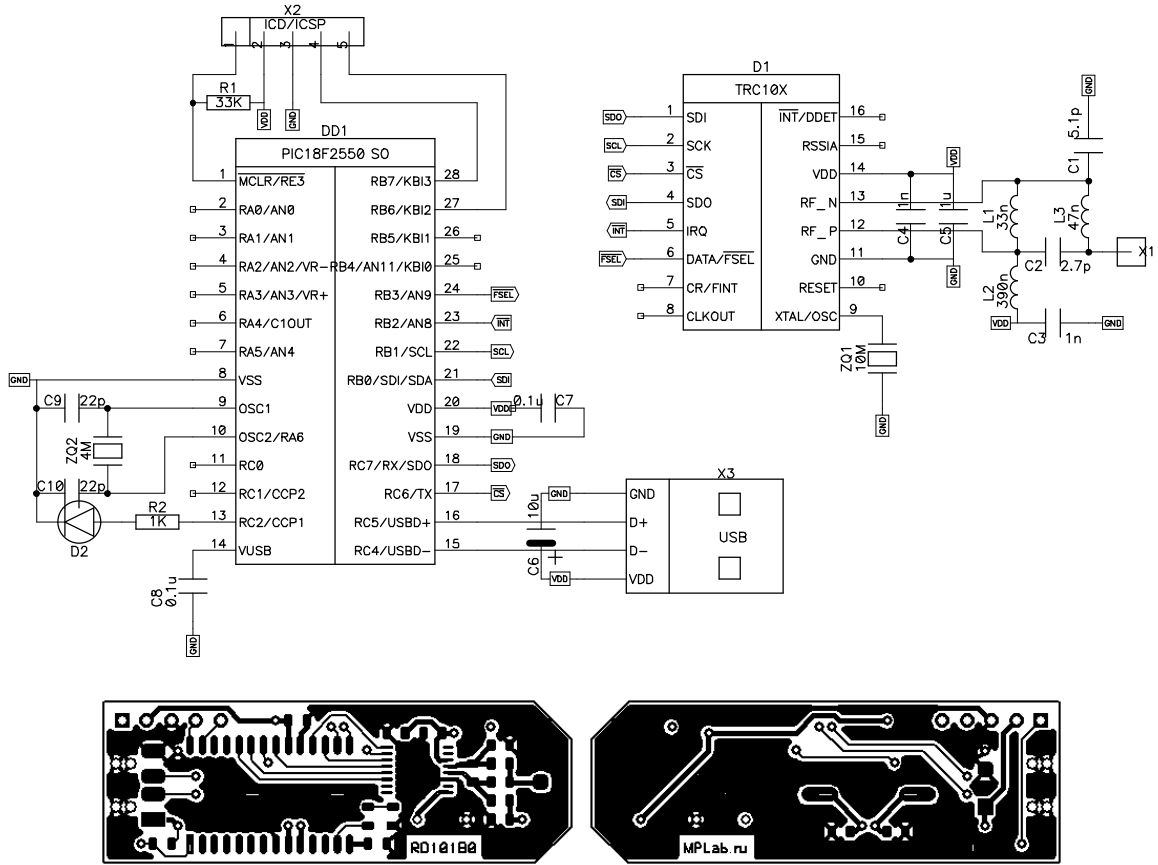 X2
ICD/ICSP
1 2 3 4 5
R1
33K
VDD GND
DD1
PIC18F2550 SO
1 MCLR/RE3 RB7/KBI3 28
2 RA0/AN0 RB6/KBI2 27
3 RA1/AN1 RB5/KBI1 26
4 RA2/AN2/VR- RB4/AN11/KBI0 25
5 RA3/AN3/VR+ RB3/AN9 24 FSEL
6 RA4/C1OUT RB2/AN8 23 INT
7 RA5/AN4 RB1/SCL 22 SCL
GND 8 VSS RB0/SDI/SDA 21 SDI
C9 22p 9 OSC1 VDD 20 VDD 0.1u C7
ZQ2 4M
10 OSC2/RA6 VSS 19 GND
11 RC0 RC7/RX/SDO 18 SDO
C10 22p 12 RC1/CCP2 RC6/TX 17 CS
R2
1K
D2
13 RC2/CCP1 RC5/USBD+ 16
14 VUSB RC4/USBD- 15
C8 0.1u
GND
10u
C6
+
GND
VDD
X3
GND
D+
USB
D-
VDD
D1
TRC10X
SDO 1 SDI INT/DDET 16
SCL 2 SCK RSSIA 15
CS 3 CS VDD 14
SDI 4 SDO RF_N 13
INT 5 IRQ RF_P 12
FSEL 6 DATA/FSEL GND 11
7 CR/FINT RESET 10
8 CLKOUT XTAL/OSC 9
ZQ1 10M
GND
VDD
C4 1n
C5 1u
GND
GND
C1 5.1p
L1 33n
L3 47n
C2 2.7p
X1
L2 390n
VDD
C3 1n
GND
RD10180
MPLab.ru